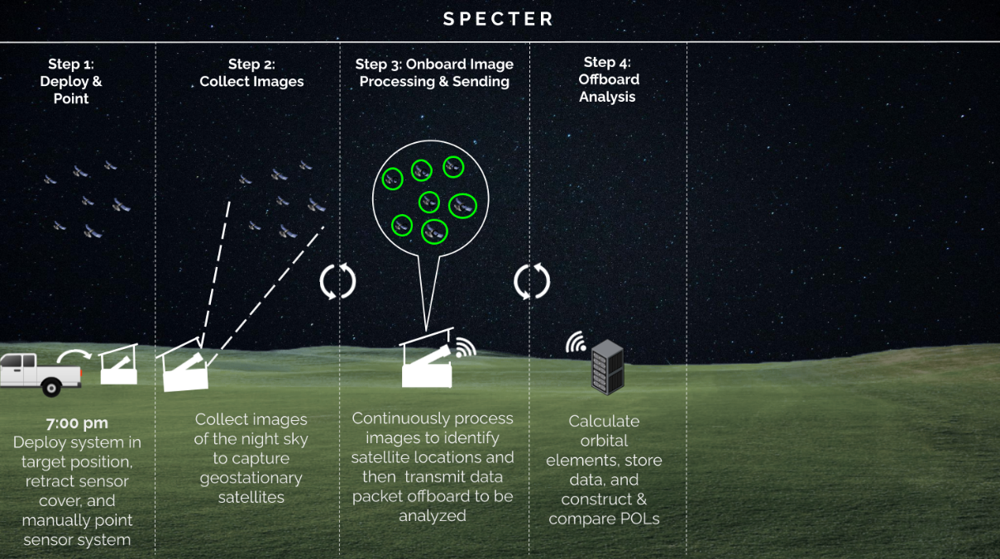 SPECTER
Step 1:
Deploy &
Point
Step 2:
Collect Images
Step 3: Onboard Image
Processing & Sending
Step 4:
Offboard
Analysis
7:00 pm
Deploy system in
target position,
retract sensor
cover, and
manually point
sensor system
Collect images
of the night sky
to capture
geostationary
satellites
Continuously process
images to identify
satellite locations and
then transmit data
packet offboard to be
analyzed
Calculate
orbital
elements, store
data, and
construct &
compare POLs